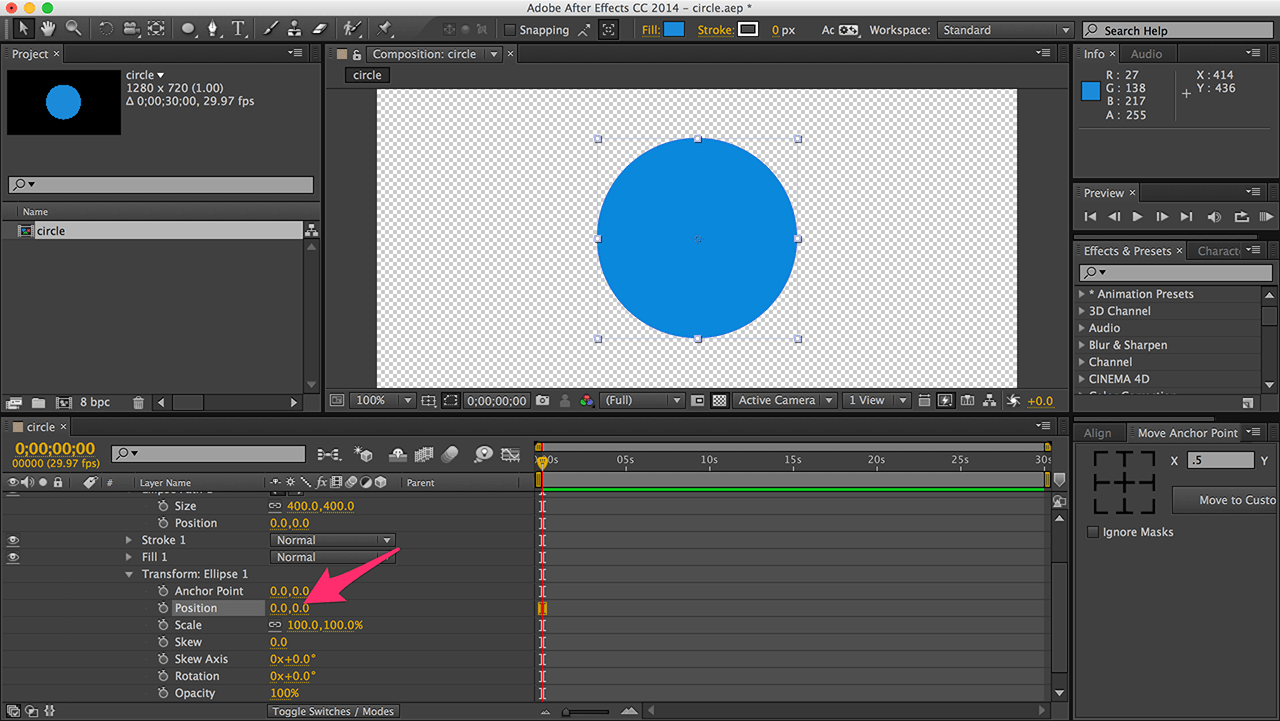 Adobe After Effects CC 2014 - circle.aep *
Snapping
Fill:
Stroke:
0 px
Ac
Workspace:
Standard
Search Help
Project ×
circle
1280 x 720 (1.00)
Δ 0;00;30;00, 29.97 fps
Name
circle
8 bpc
Composition: circle
×
circle
100%
0;00;00;00
(Full)
Active Camera
1 View
+0.0
Info ×
Audio
R : 27
G : 138
B : 217
A : 255
X : 414
Y : 436
Preview ×
Effects & Presets ×
Charact
* Animation Presets
3D Channel
Audio
Blur & Sharpen
Channel
CINEMA 4D
circle ×
0;00;00;00
00000 (29.97 fps)
:00s 05s 10s 15s 20s 25s 30s
# Layer Name fx Parent
Size 400.0,400.0
Position 0.0,0.0
Stroke 1 Normal
Fill 1 Normal
Transform: Ellipse 1
Anchor Point 0.0,0.0
Position 0.0,0.0
Scale 100.0,100.0%
Skew 0.0
Skew Axis 0x+0.0°
Rotation 0x+0.0°
Opacity 100%
Toggle Switches / Modes
Align
Move Anchor Point
X .5 Y
Move to Custo
Ignore Masks